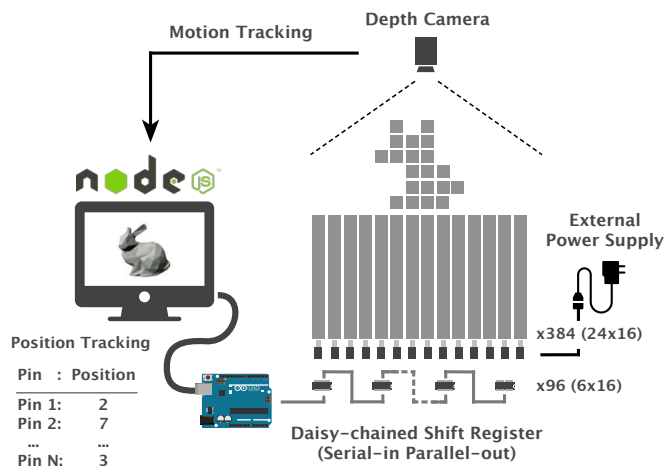 Depth Camera
Motion Tracking
node
JS
External
Power Supply
x384 (24x16)
Position Tracking
Pin : Position
Pin 1: 2
Pin 2: 7
... ...
Pin N: 3
x96 (6x16)
Daisy-chained Shift Register
(Serial-in Parallel-out)